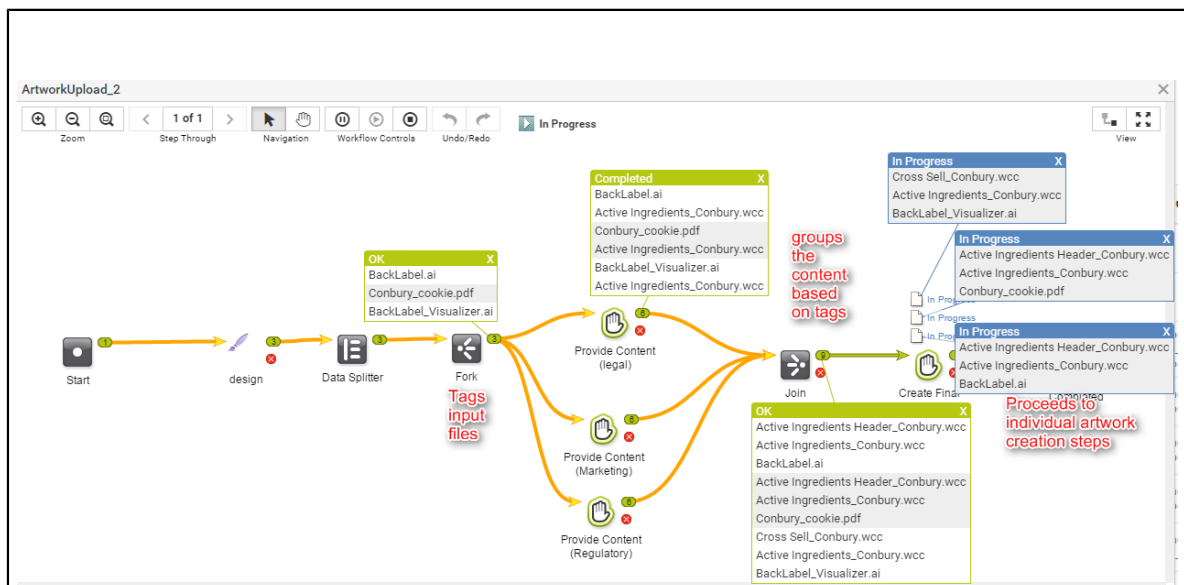 ArtworkUpload_2
1 of 1
In Progress
Zoom
Step Through
Navigation
Workflow Controls
Undo/Redo
View
In Progress X
Cross Sell_Conbury.wcc
Active Ingredients_Conbury.wcc
BackLabel_Visualizer.ai
Completed X
BackLabel.ai
Active Ingredients_Conbury.wcc
Conbury_cookie.pdf
Active Ingredients_Conbury.wcc
BackLabel_Visualizer.ai
Active Ingredients_Conbury.wcc
groups
the
content
based
on tags
In Progress X
Active Ingredients Header_Conbury.wcc
Active Ingredients_Conbury.wcc
Conbury_cookie.pdf
OK X
BackLabel.ai
Conbury_cookie.pdf
BackLabel_Visualizer.ai
In Progress X
Active Ingredients Header_Conbury.wcc
Active Ingredients_Conbury.wcc
BackLabel.ai
1
Start
3
design
3
Data Splitter
3
Fork
Tags
input
files
6
Provide Content
(legal)
6
Provide Content
(Marketing)
6
Provide Content
(Regulatory)
9
Join
Create Final
Completed
Proceeds to
individual artwork
creation steps
OK X
Active Ingredients Header_Conbury.wcc
Active Ingredients_Conbury.wcc
BackLabel.ai
Active Ingredients Header_Conbury.wcc
Active Ingredients_Conbury.wcc
Conbury_cookie.pdf
Cross Sell_Conbury.wcc
Active Ingredients_Conbury.wcc
BackLabel_Visualizer.ai